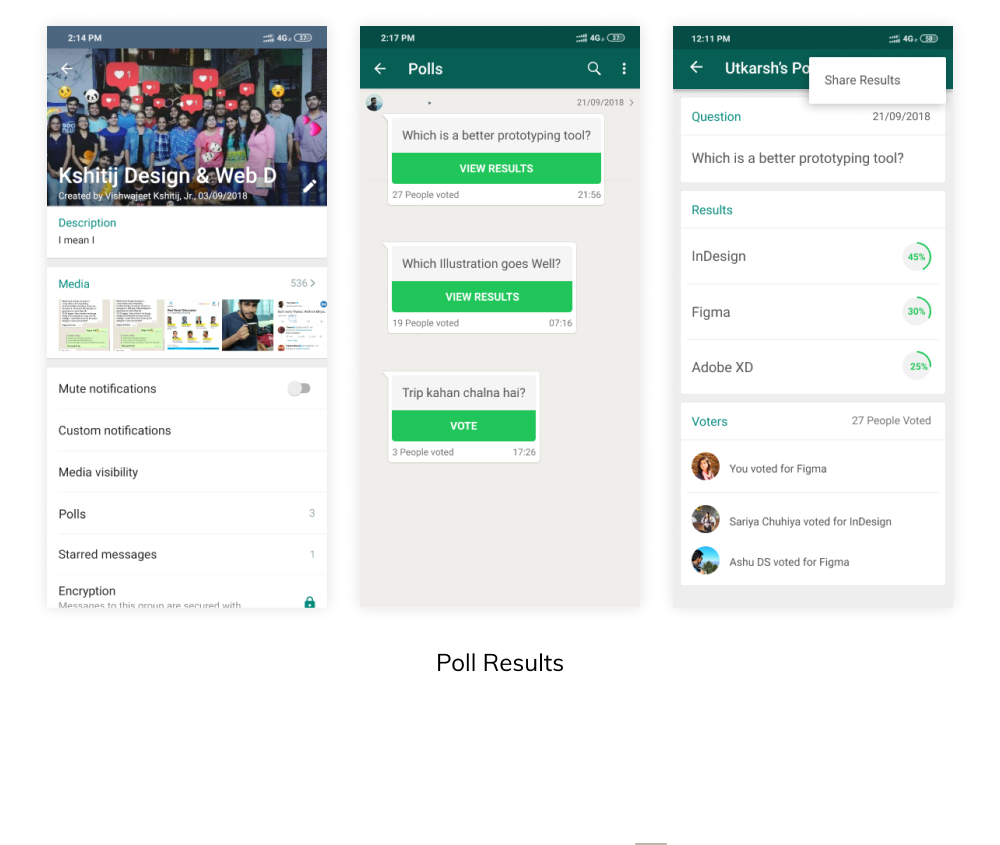 2:14 PM
4G
37
1
1
Kshitij Design & Web D
Created by Vishwajeet Kshitij, Jr., 03/09/2018
Description
I mean I
Media
536
Mute notifications
Custom notifications
Media visibility
Polls
3
Starred messages
1
Encryption
Messages to this group are secured with
2:17 PM
4G
37
Polls
21/09/2018
Which is a better prototyping tool?
VIEW RESULTS
27 People voted
21:56
Which Illustration goes Well?
VIEW RESULTS
19 People voted
07:16
Trip kahan chalna hai?
VOTE
3 People voted
17:26
12:11 PM
4G
50
Utkarsh's Po
Share Results
Question
21/09/2018
Which is a better prototyping tool?
Results
InDesign
45%
Figma
30%
Adobe XD
25%
Voters
27 People Voted
You voted for Figma
Sariya Chuhiya voted for InDesign
Ashu DS voted for Figma
Poll Results